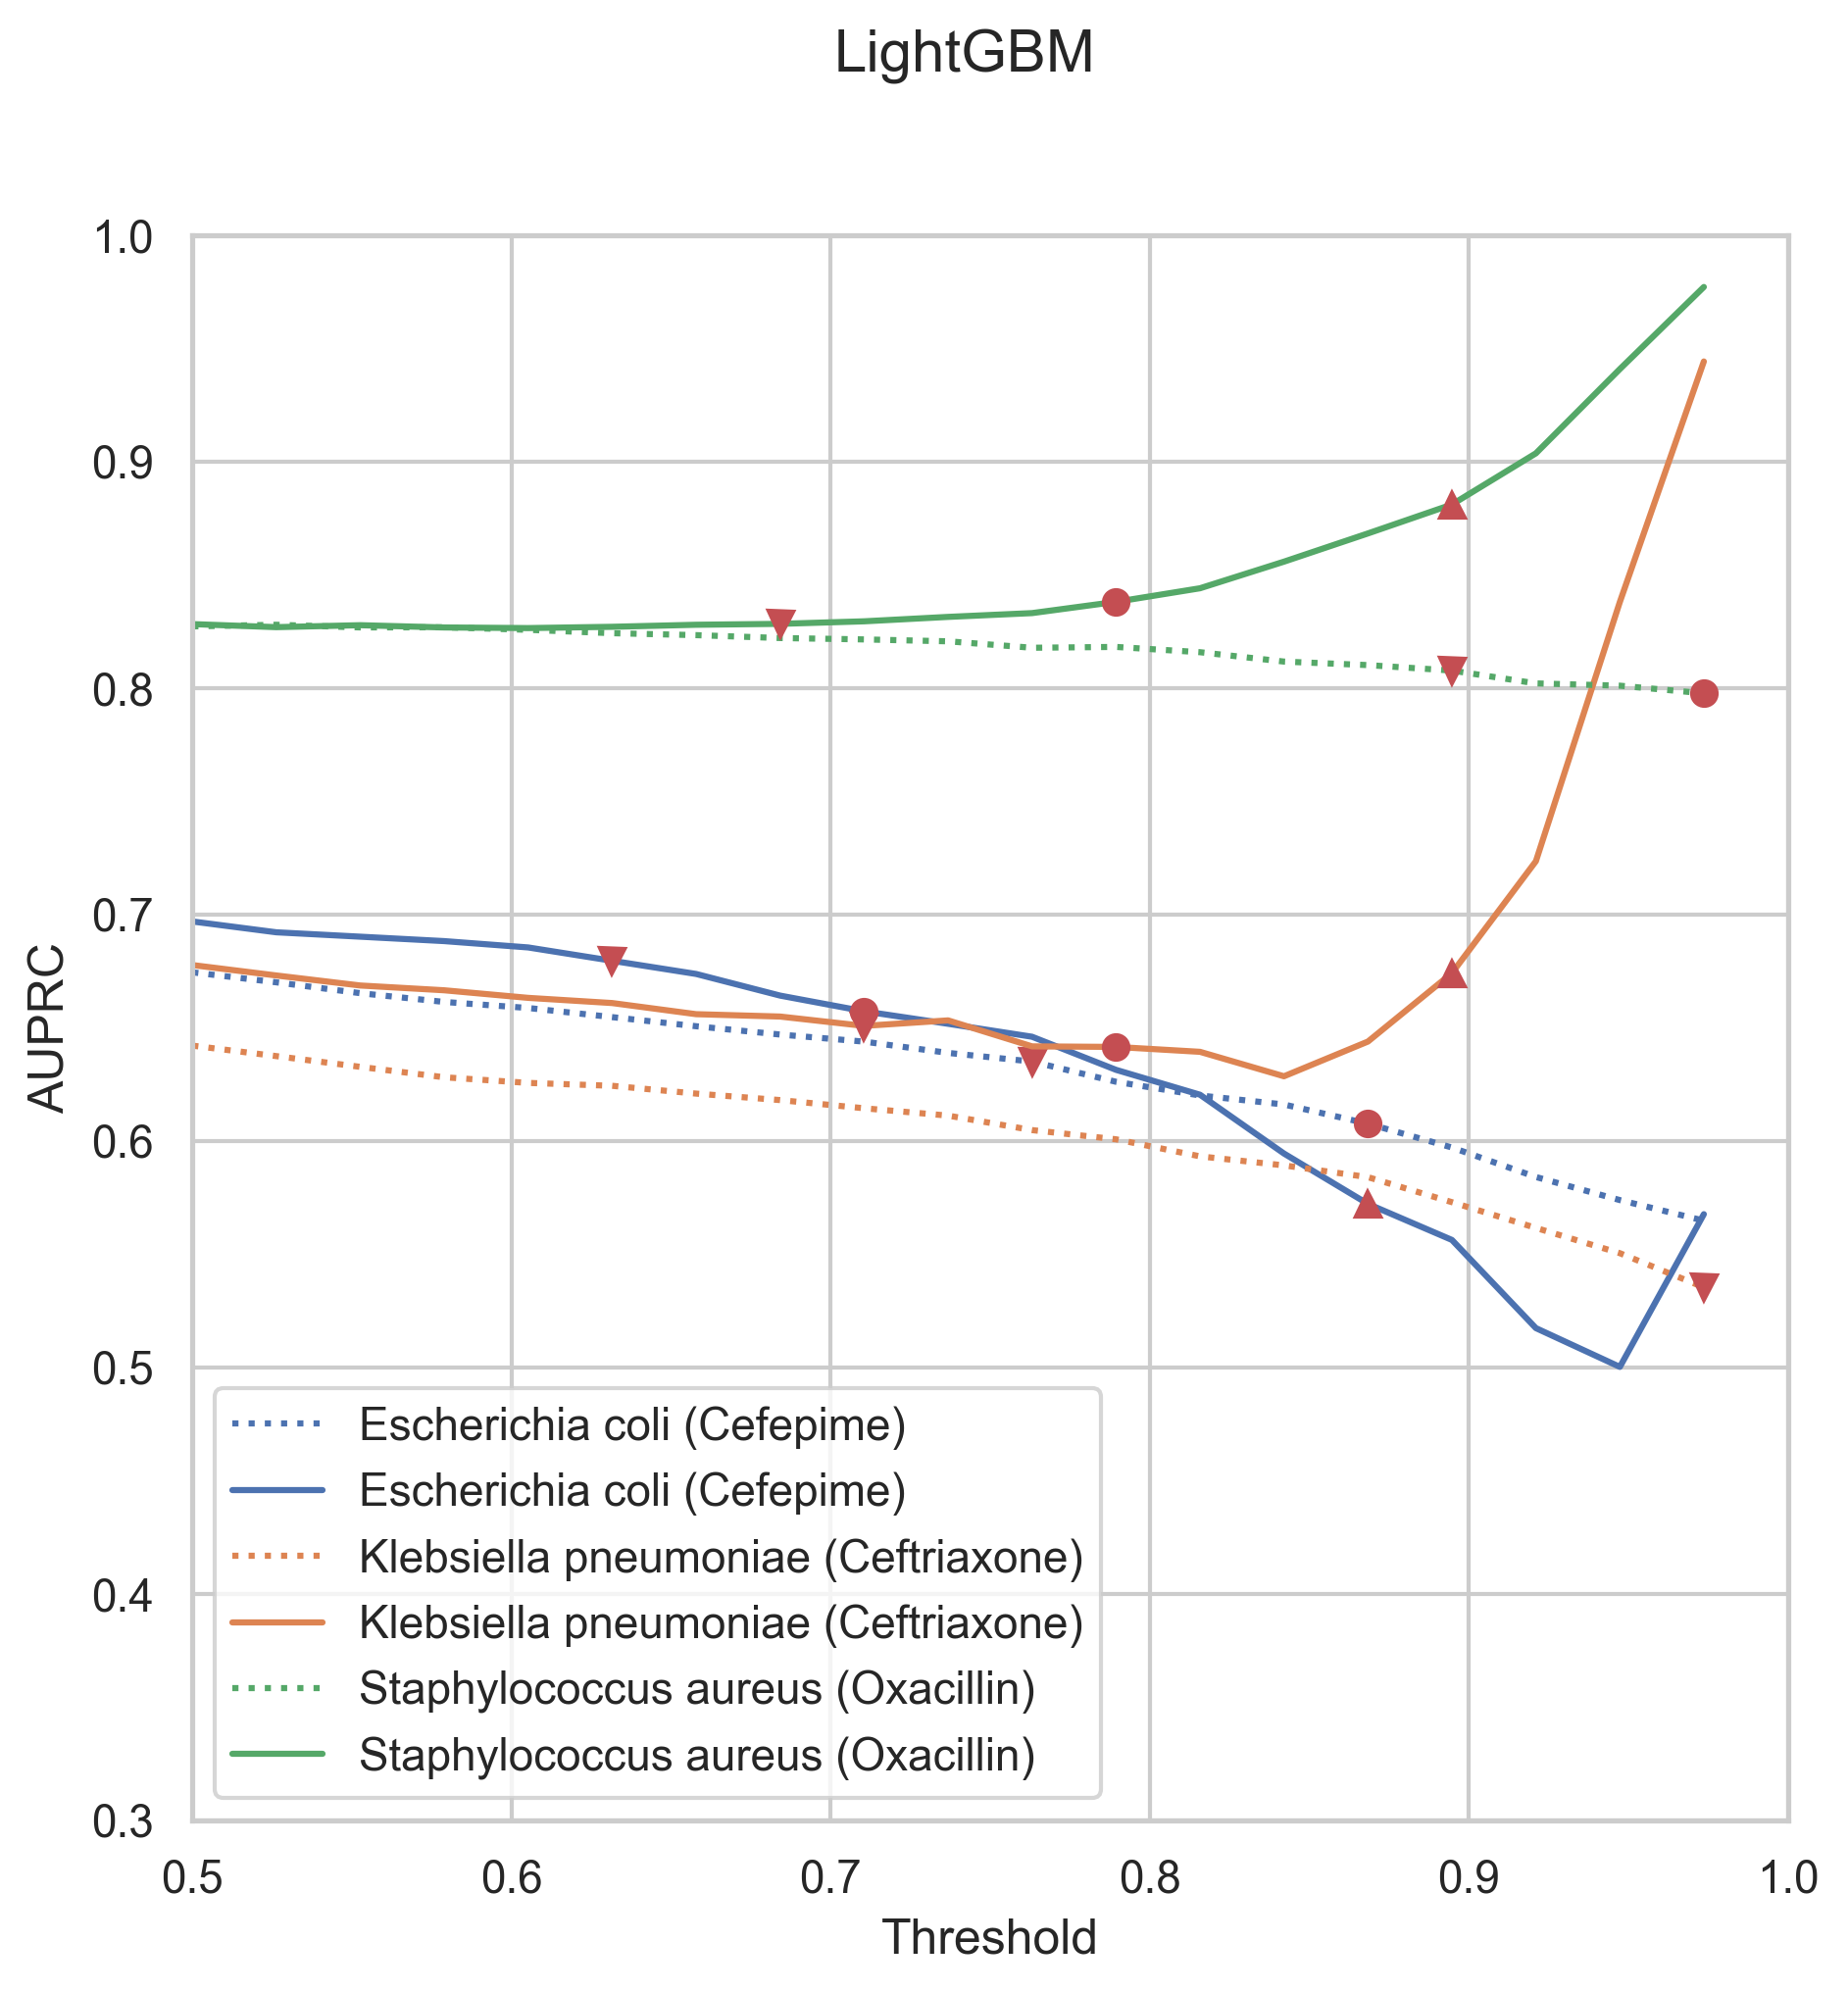 LightGBM
1.0
0.9
0.8
0.7
0.6
0.5
0.4
0.3
AUPRC
Escherichia coli (Cefepime)
Escherichia coli (Cefepime)
Klebsiella pneumoniae (Ceftriaxone)
Klebsiella pneumoniae (Ceftriaxone)
Staphylococcus aureus (Oxacillin)
Staphylococcus aureus (Oxacillin)
0.5 0.6 0.7 0.8 0.9 1.0
Threshold